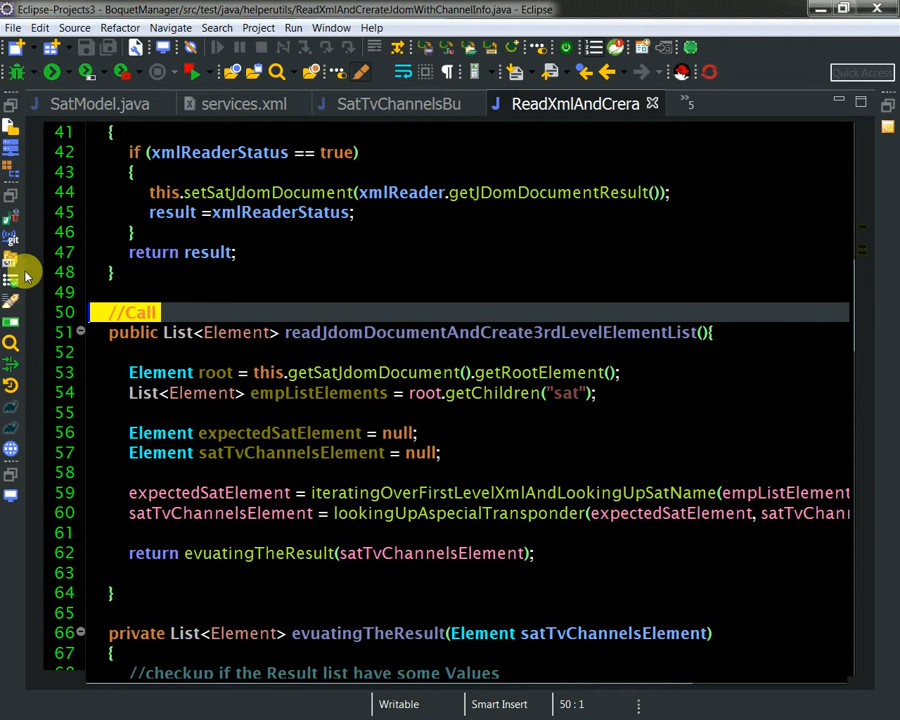 Eclipse-Projects3 - BoquetManager/src/test/java/helperutils/ReadXmlAndCrerateJdomWithChannelInfo.java - Eclipse
File Edit Source Refactor Navigate Search Project Run Window Help
Quick Access
SatModel.java services.xml SatTvChannelsBu ReadXmlAndCrera »5
41 {
42 if (xmlReaderStatus == true)
43 {
44 this.setSatJdomDocument(xmlReader.getJDomDocumentResult());
45 result =xmlReaderStatus;
46 }
47 return result;
48 }
49
50 //Call
51 public List<Element> readJdomDocumentAndCreate3rdLevelElementList(){
52
53 Element root = this.getSatJdomDocument().getRootElement();
54 List<Element> empListElements = root.getChildren("sat");
55
56 Element expectedSatElement = null;
57 Element satTvChannelsElement = null;
58
59 expectedSatElement = iteratingOverFirstLevelXmlAndLookingUpSatName(empListElement
60 satTvChannelsElement = lookingUpAspecialTransponder(expectedSatElement, satTvChan
61
62 return evuatingTheResult(satTvChannelsElement);
63
64 }
65
66 private List<Element> evuatingTheResult(Element satTvChannelsElement)
67 {
68 //checkup if the Result list have some Values
git
Writable Smart Insert 50 : 1